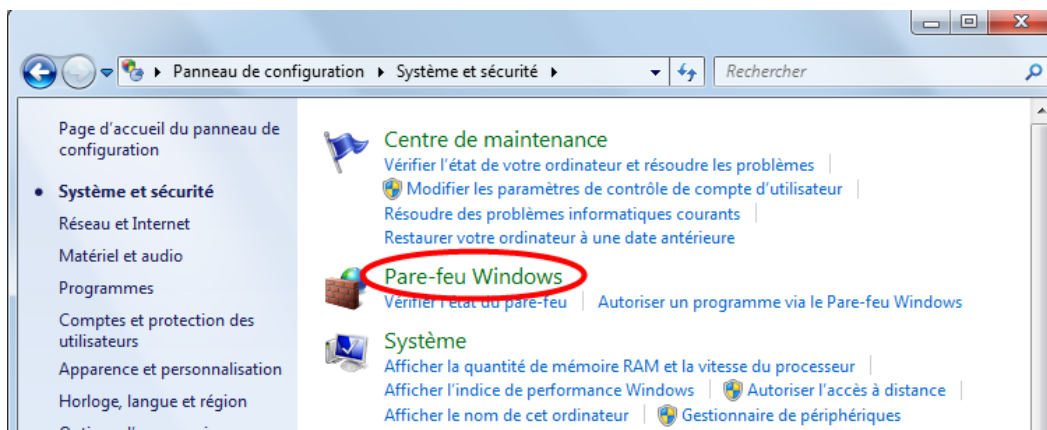 Panneau de configuration ▸ Système et sécurité ▸
Rechercher
Page d'accueil du panneau de
configuration
Système et sécurité
Réseau et Internet
Matériel et audio
Programmes
Comptes et protection des
utilisateurs
Apparence et personnalisation
Horloge, langue et région
Centre de maintenance
Vérifier l'état de votre ordinateur et résoudre les problèmes
Modifier les paramètres de contrôle de compte d'utilisateur
Résoudre des problèmes informatiques courants
Restaurer votre ordinateur à une date antérieure
Pare-feu Windows
Vérifier l'état du pare-feu | Autoriser un programme via le Pare-feu Windows
Système
Afficher la quantité de mémoire RAM et la vitesse du processeur
Afficher l'indice de performance Windows | Autoriser l'accès à distance
Afficher le nom de cet ordinateur | Gestionnaire de périphériques